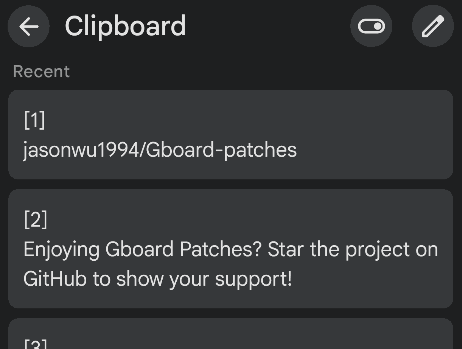 Clipboard
Recent
[1]
jasonwu1994/Gboard-patches
[2]
Enjoying Gboard Patches? Star the project on
GitHub to show your support!
[3]